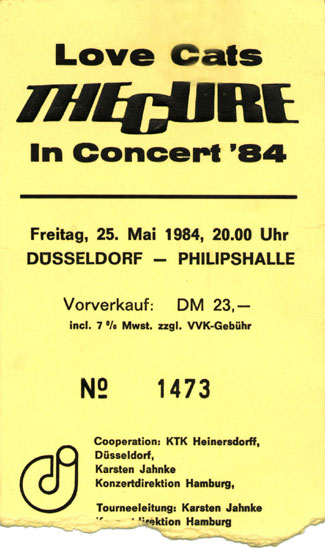 Love Cats
THE CURE
In Concert '84
Freitag, 25. Mai 1984, 20.00 Uhr
DÜSSELDORF — PHILIPSHALLE
Vorverkauf: DM 23,—
incl. 7 % Mwst. zzgl. VVK-Gebühr
Nº 1473
Cooperation: KTK Heinersdorff,
Düsseldorf,
Karsten Jahnke
Konzertdirektion Hamburg,
Tourneeleitung: Karsten Jahnke
Konzertdirektion Hamburg